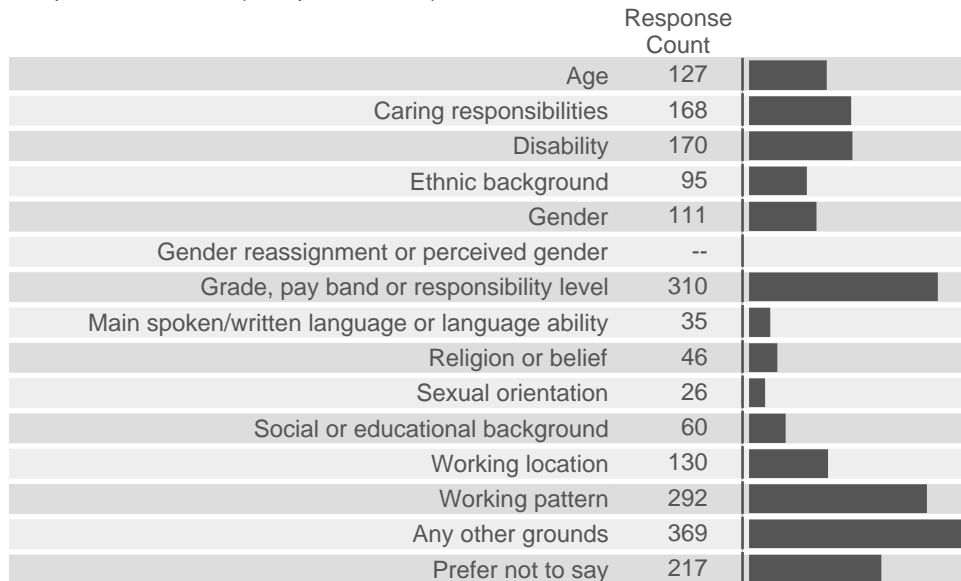 Response
Count
Age 127
Caring responsibilities 168
Disability 170
Ethnic background 95
Gender 111
Gender reassignment or perceived gender --
Grade, pay band or responsibility level 310
Main spoken/written language or language ability 35
Religion or belief 46
Sexual orientation 26
Social or educational background 60
Working location 130
Working pattern 292
Any other grounds 369
Prefer not to say 217